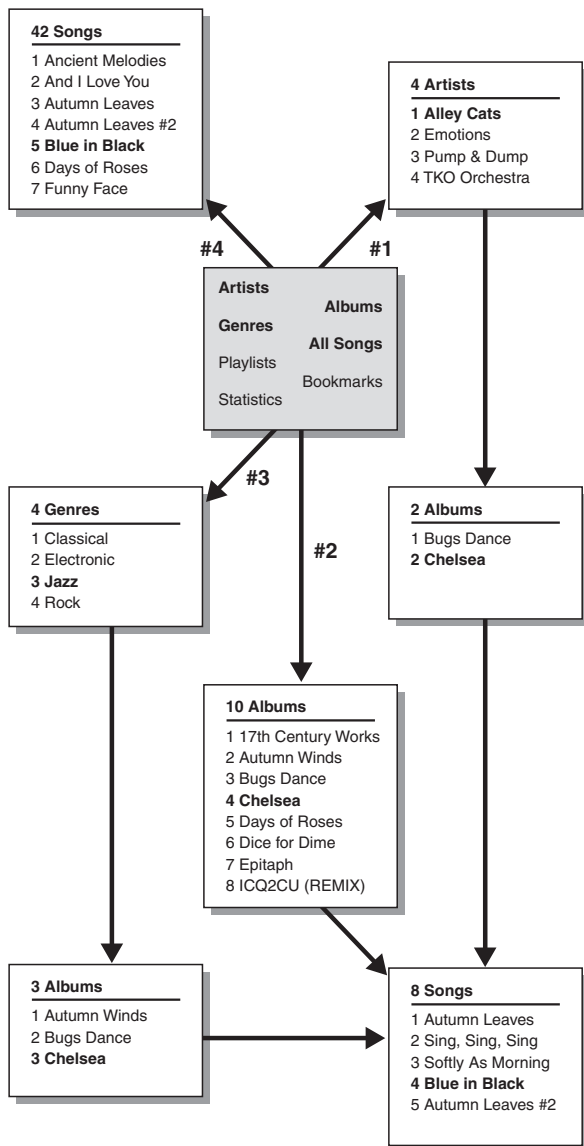 42 Songs
1 Ancient Melodies
2 And I Love You
3 Autumn Leaves
4 Autumn Leaves #2
5 Blue in Black
6 Days of Roses
7 Funny Face
4 Artists
1 Alley Cats
2 Emotions
3 Pump & Dump
4 TKO Orchestra
#4
#1
Artists
Albums
Genres
All Songs
Playlists
Bookmarks
Statistics
#3
#2
4 Genres
1 Classical
2 Electronic
3 Jazz
4 Rock
2 Albums
1 Bugs Dance
2 Chelsea
10 Albums
1 17th Century Works
2 Autumn Winds
3 Bugs Dance
4 Chelsea
5 Days of Roses
6 Dice for Dime
7 Epitaph
8 ICQ2CU (REMIX)
3 Albums
1 Autumn Winds
2 Bugs Dance
3 Chelsea
8 Songs
1 Autumn Leaves
2 Sing, Sing, Sing
3 Softly As Morning
4 Blue in Black
5 Autumn Leaves #2